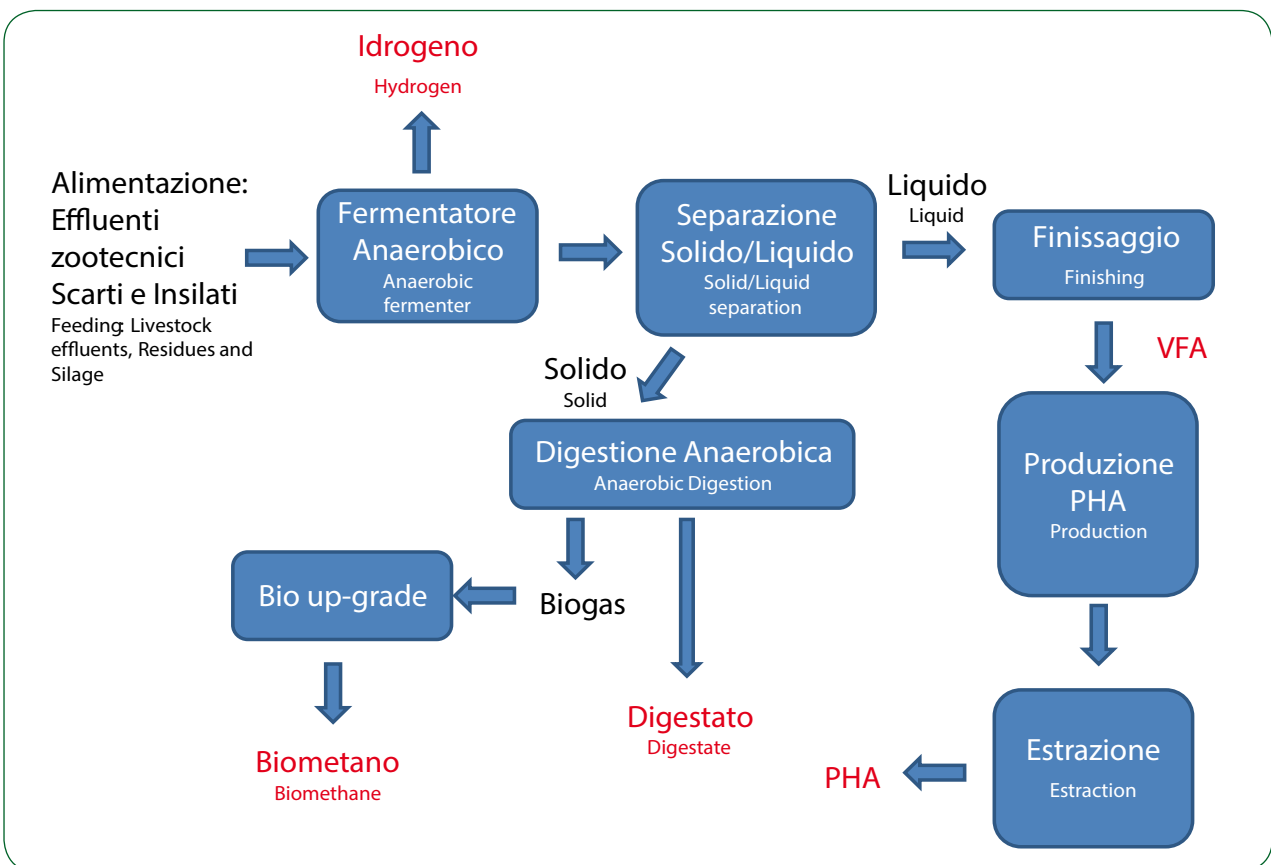 Idrogeno
Hydrogen
Alimentazione:
Effluenti
zootecnici
Scarti e Insilati
Feeding: Livestock
effluents, Residues and
Silage
Fermentatore
Anaerobico
Anaerobic
fermenter
Separazione
Solido/Liquido
Solid/Liquid
separation
Liquido
Liquid
Finissaggio
Finishing
VFA
Solido
Solid
Digestione Anaerobica
Anaerobic Digestion
Produzione
PHA
Production
Bio up-grade
Biogas
Biometano
Biomethane
Digestato
Digestate
PHA
Estrazione
Estraction